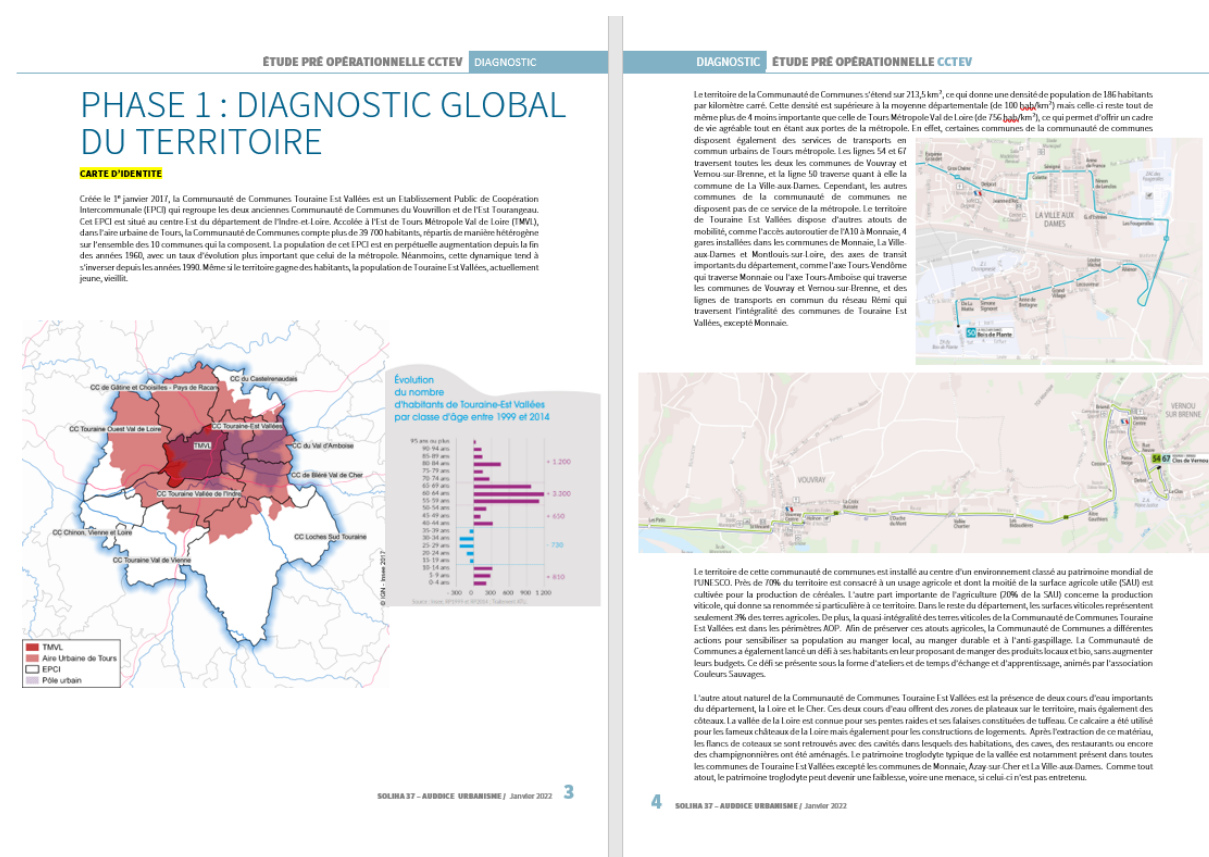 ÉTUDE PRÉ OPÉRATIONNELLE CCTEV DIAGNOSTIC
PHASE 1 : DIAGNOSTIC GLOBAL
DU TERRITOIRE
CARTE D'IDENTITE
Créée le 1e janvier 2017, la Communauté de Communes Touraine Est Vallées est un Etablissement Public de Coopération
Intercommunale (EPCI) qui regroupe les deux anciennes Communauté de Communes du Vouvrillon et de l'Est Tourangeau.
Cet EPCI est situé au centre-Est du département de l'Indre-et-Loire. Accolée à l'Est de Tours Métropole Val de Loire (TMVL),
dans l'aire urbaine de Tours, la Communauté de Communes compte plus de 39 700 habitants, répartis de manière hétérogène
sur l'ensemble des 10 communes qui la composent. La population de cet EPCI est en perpétuelle augmentation depuis la fin
des années 1960, avec un taux d'évolution plus important que celui de la métropole. Néanmoins, cette dynamique tend à
s'inverser depuis les années 1990. Même si le territoire gagne des habitants, la population de Touraine Est Vallées, actuellement
jeune, vieillit.
CC de Gâtine et Choisilles - Pays de Racan
CC du Castelrenaudais
CC Touraine Ouest Val de Loire
CC Touraine-Est Vallées
TMVL
CC du Val d'Amboise
CC de Bléré Val de Cher
CC Touraine Vallée de l'Indre
CC Chinon, Vienne et Loire
CC Loches Sud Touraine
CC Touraine Val de Vienne
© IGN - Insee 2017
TMVL
Aire Urbaine de Tours
EPCI
Pôle urbain
Évolution
du nombre
d'habitants de Touraine-Est Vallées
par classe d'âge entre 1999 et 2014
95 ans ou plus
90-94 ans
85-89 ans
80-84 ans
75-79 ans
70-74 ans
65-69 ans
60-64 ans
55-59 ans
50-54 ans
45-49 ans
40-44 ans
35-39 ans
30-34 ans
25-29 ans
20-24 ans
15-19 ans
10-14 ans
5-9 ans
0-4 ans
+ 1 200
+ 3 300
+ 650
- 730
+ 810
- 300 0 300 600 900 1 200
SOLIHA 37 – AUDDICE URBANISME / Janvier 2022 3
DIAGNOSTIC ÉTUDE PRÉ OPÉRATIONNELLE CCTEV
Le territoire de la Communauté de Communes s'étend sur 213,5 km², ce qui donne une densité de population de 186 habitants
par kilomètre carré. Cette densité est supérieure à la moyenne départementale (de 100 hab/km²) mais celle-ci reste tout de
même plus de 4 moins importantes que celle de Tours Métropole Val de Loire (de 756 hab/km²), ce qui permet d'offrir un cadre
de vie agréable tout en étant aux portes de la métropole. En effet, certaines communes de la communauté de communes
disposent également des services de transports en
commun urbains de Tours métropole. Les lignes 54 et 67
traversent toutes les deux les communes de Vouvray et
Vernou-sur-Brenne, et la ligne 50 traverse quant à elle la
commune de La Ville-aux-Dames. Cependant, les autres
communes de la communauté de communes ne
disposent pas de ce service de la métropole. Le territoire
de Touraine Est Vallées dispose d'autres atouts de
mobilité, comme l'accès autoroutier de l'A10 à Monnaie, 4
gares installées dans les communes de Monnaie, La Ville-
aux-Dames et Montlouis-sur-Loire, des axes de transit
importants du département, comme l'axe Tours-Vendôme
qui traverse Monnaie ou l'axe Tours-Amboise qui traverse
les communes de Vouvray et Vernou-sur-Brenne, et des
lignes de transports en commun du réseau Rémi qui
traversent l'intégralité des communes de Touraine Est
Vallées, excepté Monnaie.
LA VILLE AUX
DAMES
50
Bois de Plante
VOUVRAY
VERNOU
SUR BRENNE
54 67
Clos de Vernou
Le territoire de cette communauté de communes est installé au centre d'un environnement classé au patrimoine mondial de
l'UNESCO. Près de 70% du territoire est consacré à un usage agricole et dont la moitié de la surface agricole utile (SAU) est
cultivée pour la production de céréales. L'autre part importante de l'agriculture (20% de la SAU) concerne la production
viticole, qui donne sa renommée si particulière à ce territoire. Dans le reste du département, les surfaces viticoles représentent
seulement 3% des terres agricoles. De plus, la quasi-intégralité des terres viticoles de la Communauté de Communes Touraine
Est Vallées est dans les périmètres AOP. Afin de préserver ces atouts agricoles, la Communauté de Communes a différentes
actions pour sensibiliser sa population au manger local, au manger durable et à l'anti-gaspillage. La Communauté de
Communes a également lancé un défi à ses habitants en leur proposant de manger des produits locaux et bio, sans augmenter
leurs budgets. Ce défi se présente sous la forme d'ateliers et de temps d'échange et d'apprentissage, animés par l'association
Couleurs Sauvages.
L'autre atout naturel de la Communauté de Communes Touraine Est Vallées est la présence de deux cours d'eau importants
du département, la Loire et le Cher. Ces deux cours d'eau offrent des zones de plateaux sur le territoire, mais également des
côteaux. La vallée de la Loire est connue pour ses pentes raides et ses falaises constituées de tuffeau. Ce calcaire a été utilisé
pour les fameux châteaux de la Loire mais également pour les constructions de logements. Après l'extraction de ce matériau,
les flancs de coteaux se sont retrouvés avec des cavités dans lesquels des habitations, des caves, des restaurants ou encore
des champignonnières ont été aménagés. Le patrimoine troglodyte typique de la vallée est notamment présent dans toutes
les communes de Touraine Est Vallées excepté les communes de Monnaie, Azay-sur-Cher et La Ville-aux-Dames. Comme tout
atout, le patrimoine troglodyte peut devenir une faiblesse, voire une menace, si celui-ci n'est pas entretenu.
4 SOLIHA 37 – AUDDICE URBANISME / Janvier 2022